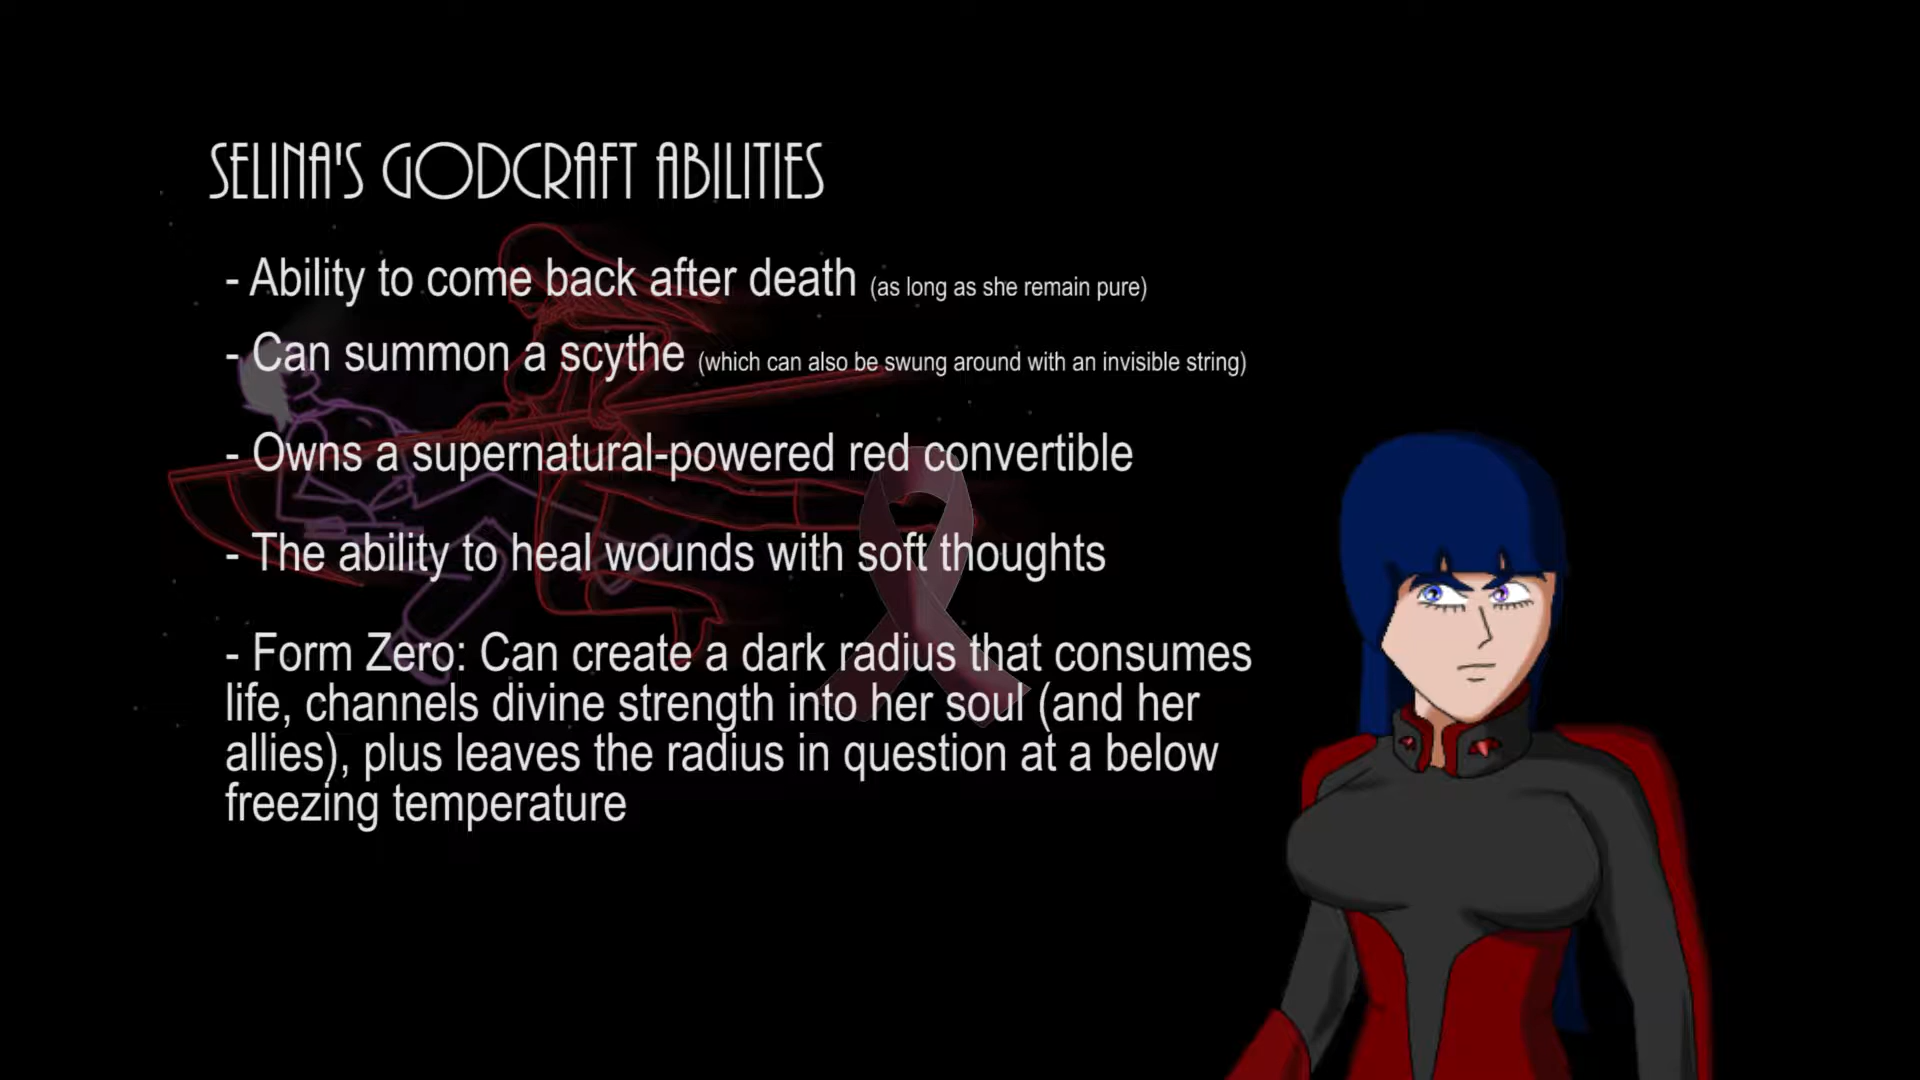 SELINA'S GODCRAFT ABILITIES
- Ability to come back after death (as long as she remain pure)
- Can summon a scythe (which can also be swung around with an invisible string)
- Owns a supernatural-powered red convertible
- The ability to heal wounds with soft thoughts
- Form Zero: Can create a dark radius that consumes
life, channels divine strength into her soul (and her
allies), plus leaves the radius in question at a below
freezing temperature